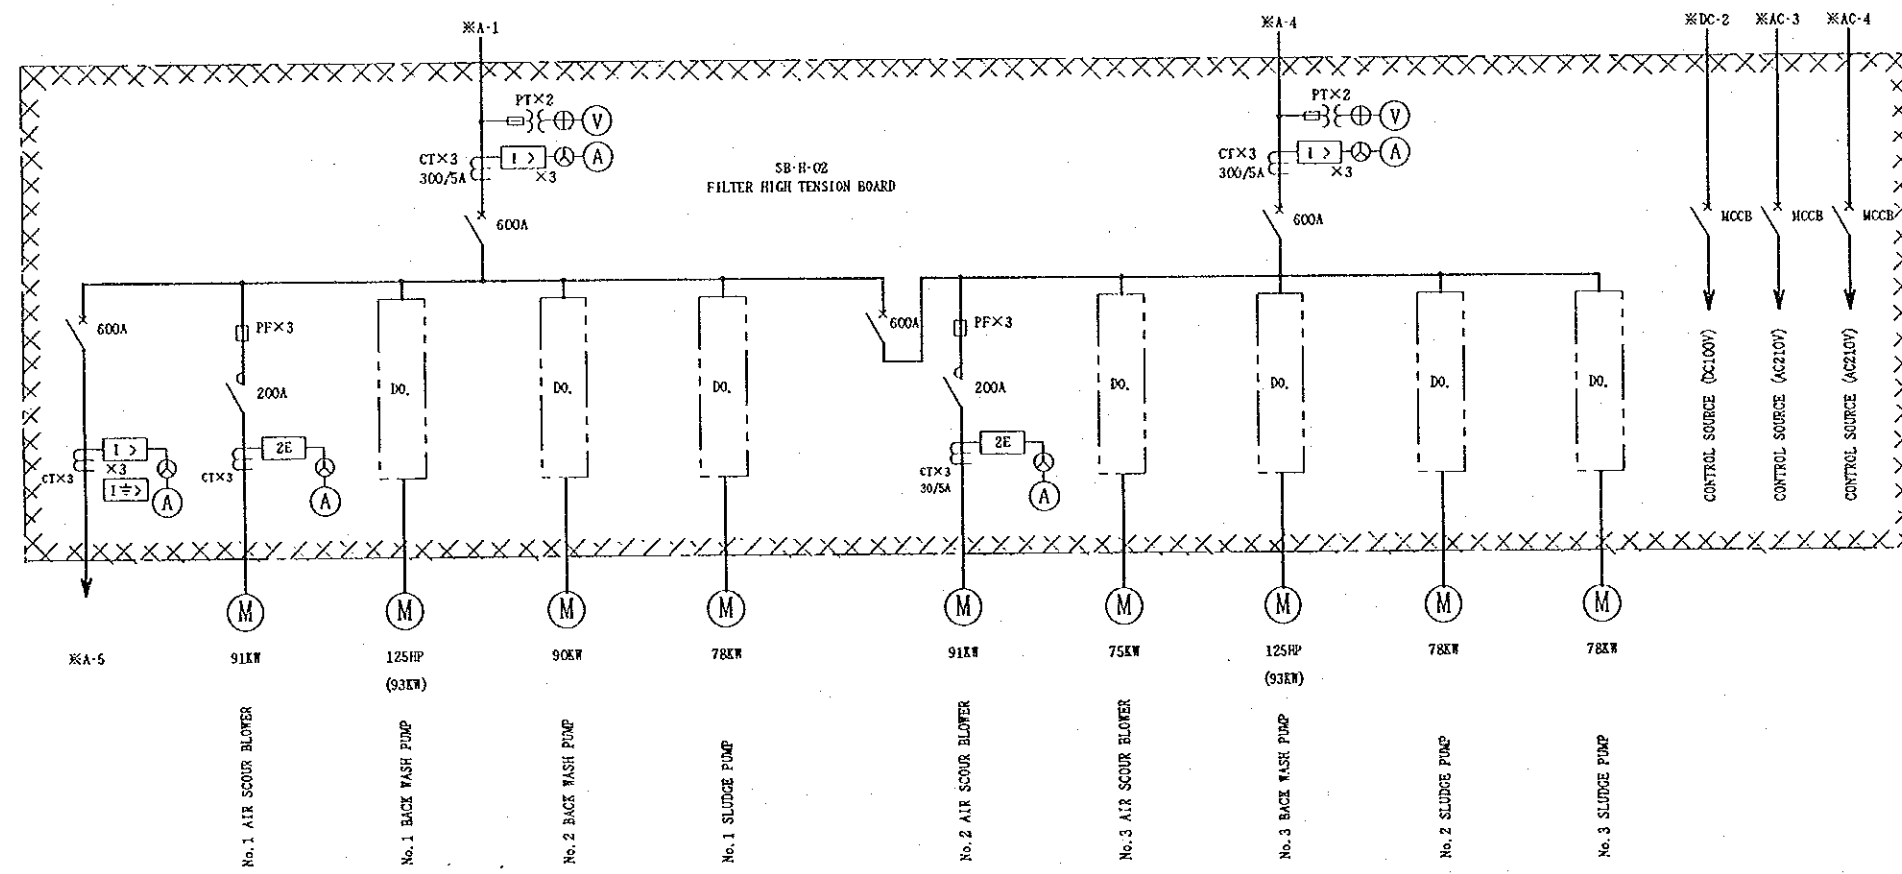 ※A-1
※A-4
※DC-2
※AC-3
※AC-4
PT×2
V
CT×3
300/5A
I >
×3
A
PT×2
V
CT×3
300/5A
I >
×3
A
SB-H-02
FILTER HIGH TENSION BOARD
600A
600A
MCCB
MCCB
MCCB
600A
PF×3
600A
PF×3
200A
DO.
DO.
DO.
200A
DO.
DO.
DO.
DO.
CONTROL SOURCE (DC100V)
CONTROL SOURCE (AC210V)
CONTROL SOURCE (AC210V)
I >
×3
CT×3
I ⏚>
A
2E
CT×3
A
2E
CT×3
30/5A
A
M
M
M
M
M
M
M
M
M
※A-5
91KW
125HP
(93KW)
90KW
78KW
91KW
75KW
125HP
(93KW)
78KW
78KW
No.1 AIR SCOUR BLOWER
No.1 BACK WASH PUMP
No.2 BACK WASH PUMP
No.1 SLUDGE PUMP
No.2 AIR SCOUR BLOWER
No.3 AIR SCOUR BLOWER
No.3 BACK WASH PUMP
No.2 SLUDGE PUMP
No.3 SLUDGE PUMP